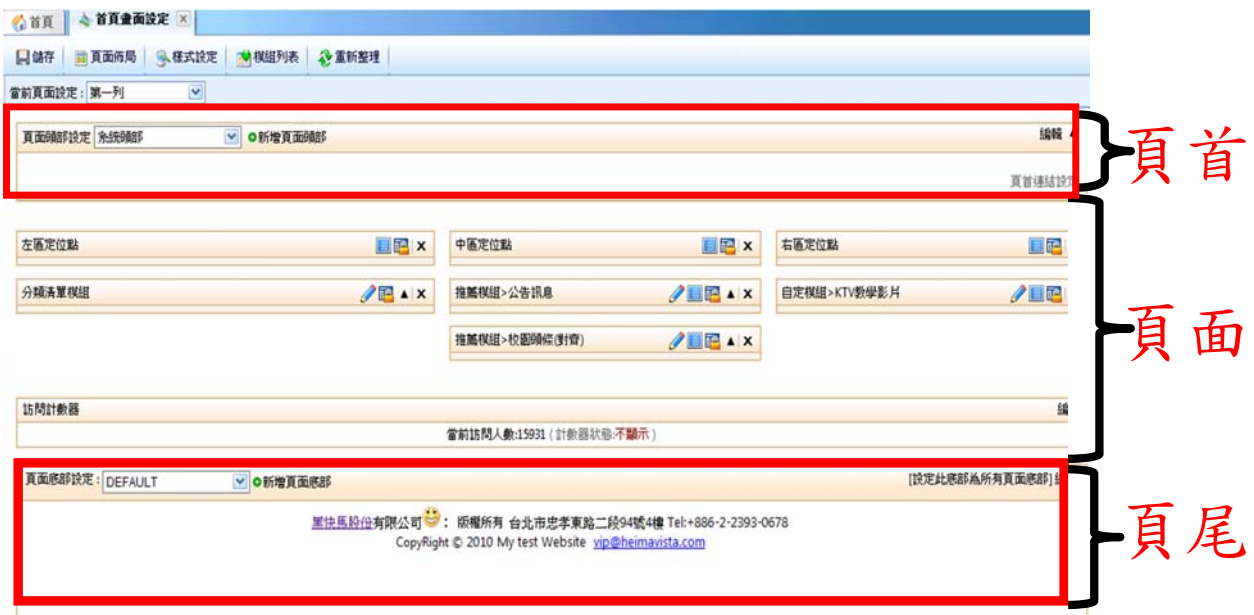 首頁 首頁畫面設定
儲存 頁面佈局 樣式設定 模組列表 重新整理
當前頁面設定: 第一列
頁面頭部設定 系統頭部 新增頁面頭部 編輯
頁首連結設定
頁首
左區定位點 X 中區定位點 X 右區定位點
分類清單模組 X 推薦模組>公告訊息 X 自定模組>KTV教學影片
推薦模組>校園頭條(對齊) X
頁面
訪問計數器
當前訪問人數:15931 (計數器狀態:不顯示)
頁面底部設定: DEFAULT 新增頁面底部 [設定此底部為所有頁面底部]
黑快馬股份有限公司: 版權所有 台北市忠孝東路二段94號4樓 Tel:+886-2-2393-0678
CopyRight © 2010 My test Website vip@heimavista.com
頁尾